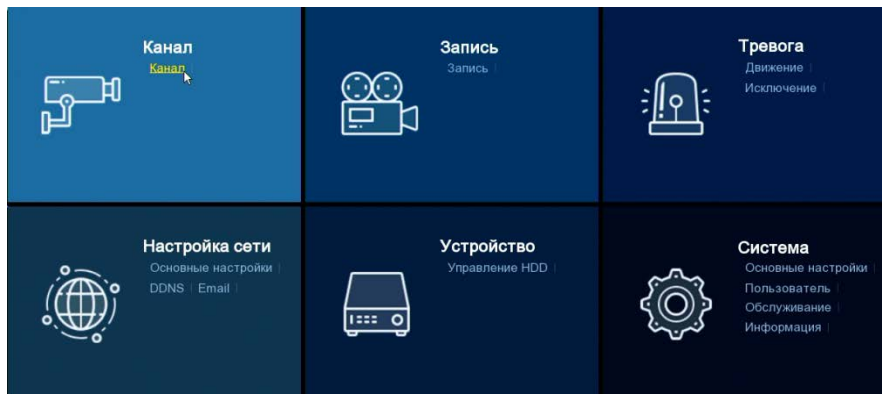 Канал
Канал |
Запись
Запись |
Тревога
Движение |
Исключение |
Настройка сети
Основные настройки |
DDNS | Email |
Устройство
Управление HDD |
Система
Основные настройки |
Пользователь |
Обслуживание |
Информация |